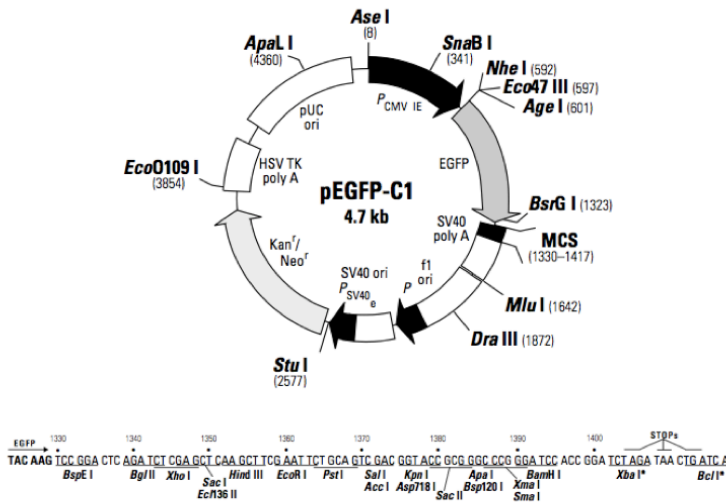 Ase I
(8)
ApaL I
(4360)
SnaB I
(341)
Nhe I (592)
Eco47 III (597)
Age I (601)
PCMV IE
pUC
ori
EGFP
HSV TK
poly A
EcoO109 I
(3854)
pEGFP-C1
4.7 kb
BsrG I (1323)
SV40
poly A
MCS
(1330–1417)
Kanr/
Neor
SV40 ori
PSV40e
f1
ori
P
Mlu I (1642)
Dra III (1872)
Stu I
(2577)
EGFP 1330 1340 1350 1360 1370 1380 1390 1400 STOPs
TAC AAG TCC GGA CTC AGA TCT CGA GCT CAA GCT TCG AAT TCT GCA GTC GAC GGT ACC GCG GGC CCG GGA TCC ACC GGA TCT AGA TAA CTG ATC A
BspE I Bgl II Xho I Sac I Hind III EcoR I Pst I Sal I Kpn I Apa I BamH I Xba I* Bcl I*
Ecl136 II Acc I Asp718 I Sac II Bsp120 I Xma I
Sma I